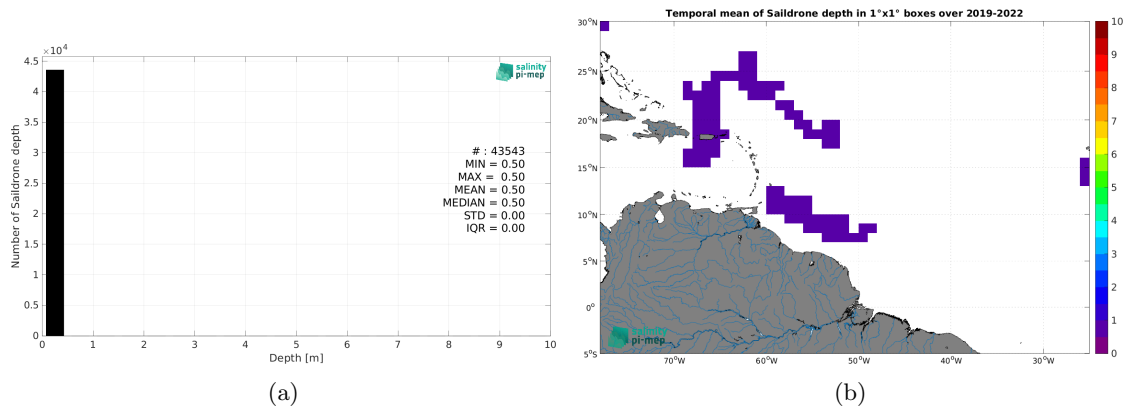 ×10⁴
4.5
4
3.5
3
2.5
2
1.5
1
0.5
0
0 1 2 3 4 5 6 7 8 9 10
Number of Saildrone depth
Depth [m]
salinity
pi-mep
# : 43543
MIN = 0.50
MAX = 0.50
MEAN = 0.50
MEDIAN = 0.50
STD = 0.00
IQR = 0.00
(a)
Temporal mean of Saildrone depth in 1°x1° boxes over 2019-2022
30°N
25°N
20°N
15°N
10°N
5°N
0°
5°S
70°W 60°W 50°W 40°W 30°W
salinity
pi-mep
10
9
8
7
6
5
4
3
2
1
0
(b)